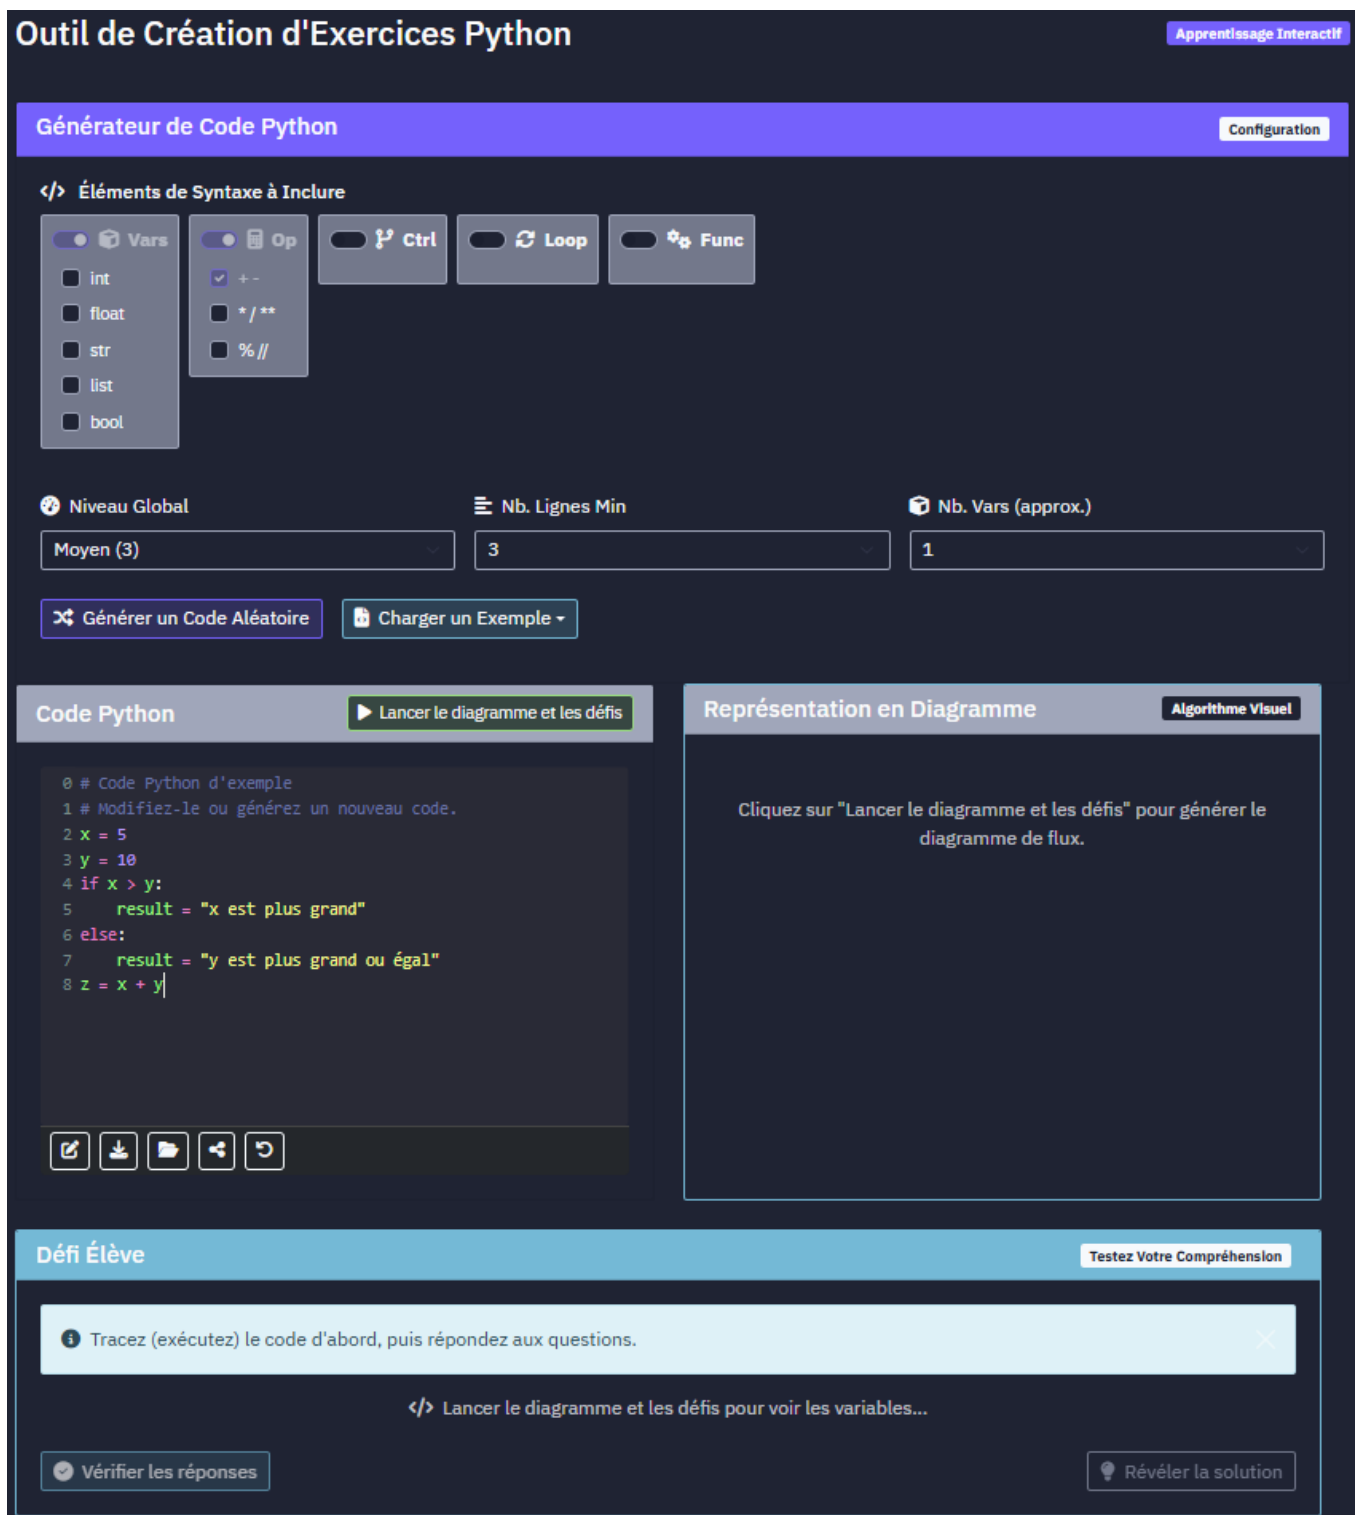 Outil de Création d'Exercices Python
Apprentissage Interactif
Générateur de Code Python
Configuration
</> Éléments de Syntaxe à Inclure
Vars
int
float
str
list
bool
Op
+ -
* / **
% //
Ctrl
Loop
Func
Niveau Global
Moyen (3)
Nb. Lignes Min
3
Nb. Vars (approx.)
1
Générer un Code Aléatoire
Charger un Exemple
Code Python
Lancer le diagramme et les défis
0 # Code Python d'exemple
1 # Modifiez-le ou générez un nouveau code.
2 x = 5
3 y = 10
4 if x > y:
5     result = "x est plus grand"
6 else:
7     result = "y est plus grand ou égal"
8 z = x + y
Représentation en Diagramme
Algorithme Visuel
Cliquez sur "Lancer le diagramme et les défis" pour générer le
diagramme de flux.
Défi Élève
Testez Votre Compréhension
Tracez (exécutez) le code d'abord, puis répondez aux questions.
</> Lancer le diagramme et les défis pour voir les variables...
Vérifier les réponses
Révéler la solution